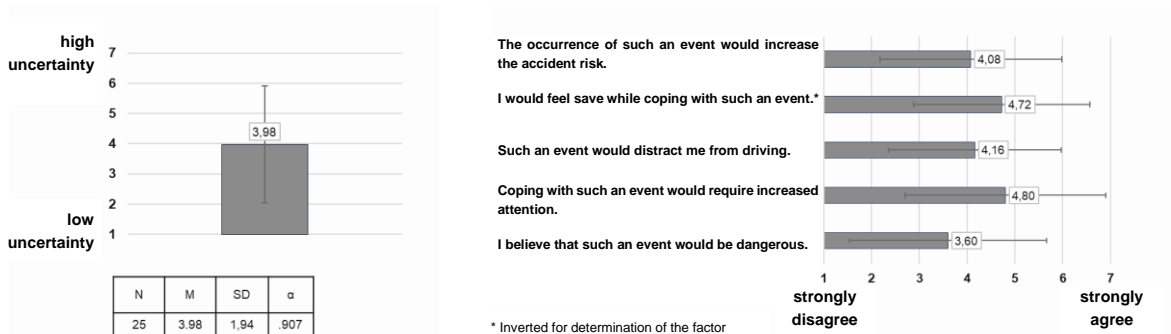 high
uncertainty
7
6
5
4
3
2
1
3,98
low
uncertainty
N M SD α
25 3.98 1,94 .907
The occurrence of such an event would increase
the accident risk.
4,08
I would feel save while coping with such an event.*
4,72
Such an event would distract me from driving.
4,16
Coping with such an event would require increased
attention.
4,80
I believe that such an event would be dangerous.
3,60
1 2 3 4 5 6 7
strongly
disagree
strongly
agree
* Inverted for determination of the factor